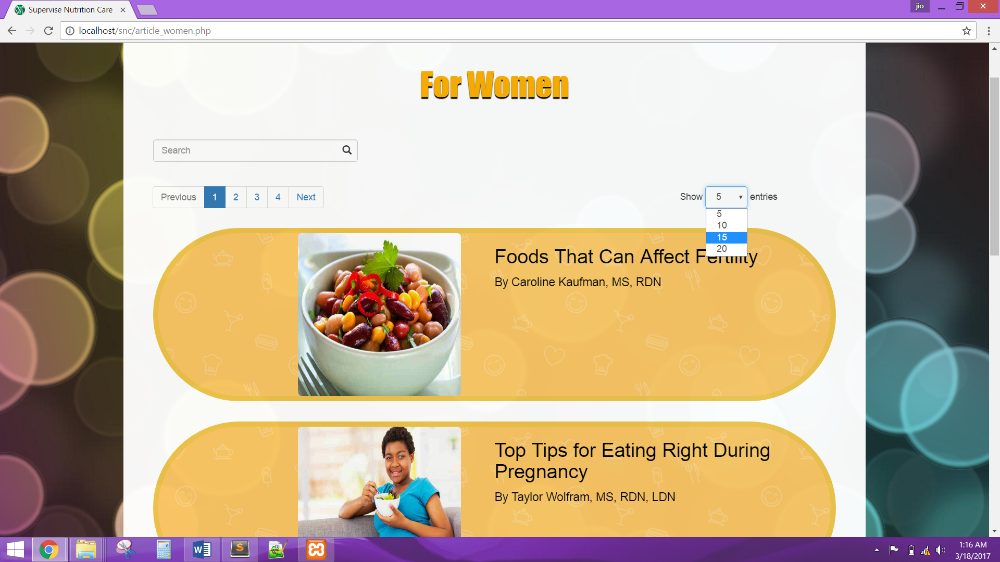 Supervise Nutrition Care
jio
localhost/snc/article_women.php
For Women
Search
Previous 1 2 3 4 Next
Show 5 entries
5
10
15
20
Foods That Can Affect Fertility
By Caroline Kaufman, MS, RDN
Top Tips for Eating Right During
Pregnancy
By Taylor Wolfram, MS, RDN, LDN
1:16 AM
3/18/2017